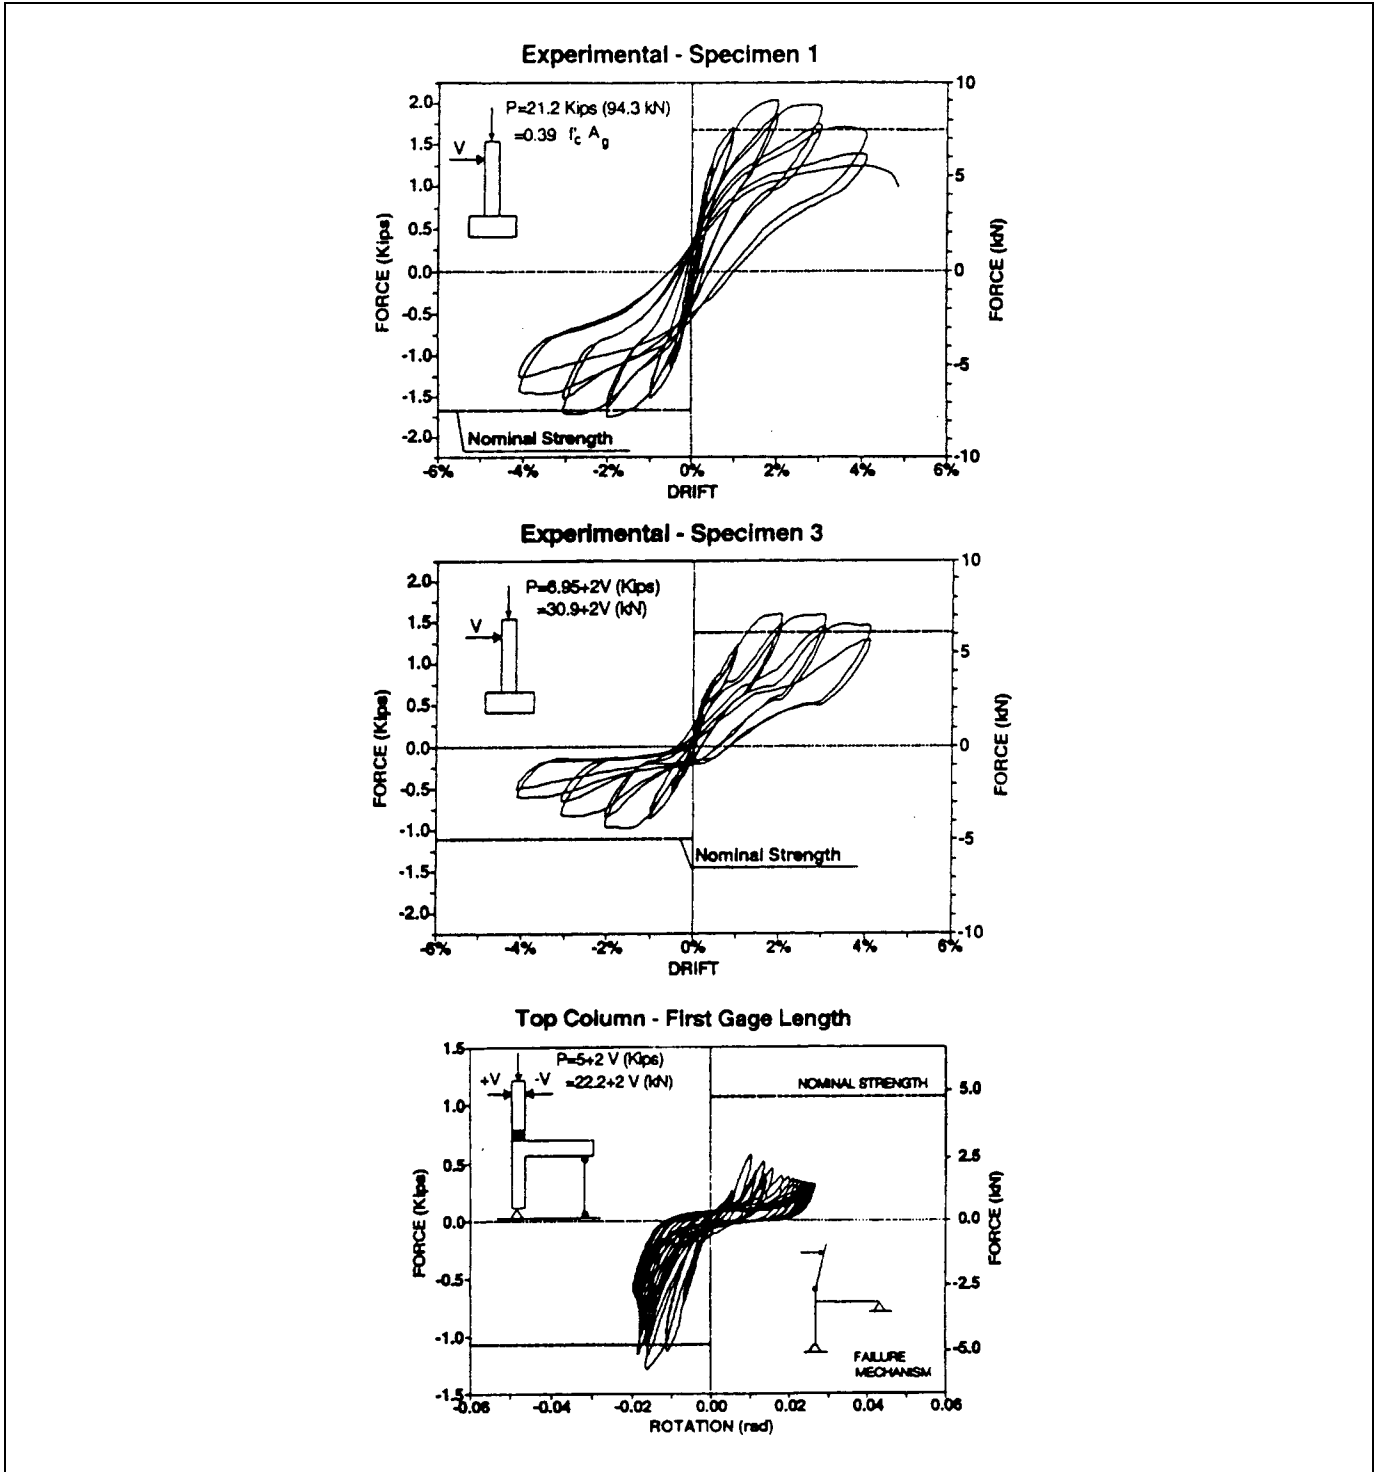 Experimental - Specimen 1
P=21.2 Kips (94.3 kN)
=0.39 f'c Ag
V
FORCE (Kips)
2.0
1.5
1.0
0.5
0.0
-0.5
-1.0
-1.5
-2.0
10
5
0
-5
-10
FORCE (kN)
Nominal Strength
-6% -4% -2% 0% 2% 4% 6%
DRIFT
Experimental - Specimen 3
P=6.95+2V (Kips)
=30.9+2V (kN)
V
FORCE (Kips)
2.0
1.5
1.0
0.5
0.0
-0.5
-1.0
-1.5
-2.0
10
5
0
-5
-10
FORCE (kN)
Nominal Strength
-6% -4% -2% 0% 2% 4% 6%
DRIFT
Top Column - First Gage Length
P=5+2 V (Kips)
=22.2+2 V (kN)
+V -V
NOMINAL STRENGTH
FORCE (Kips)
1.5
1.0
0.5
0.0
-0.5
-1.0
-1.5
5.0
2.5
0.0
-2.5
-5.0
FORCE (kN)
FAILURE
MECHANISM
-0.06 -0.04 -0.02 0.00 0.02 0.04 0.06
ROTATION (rad)